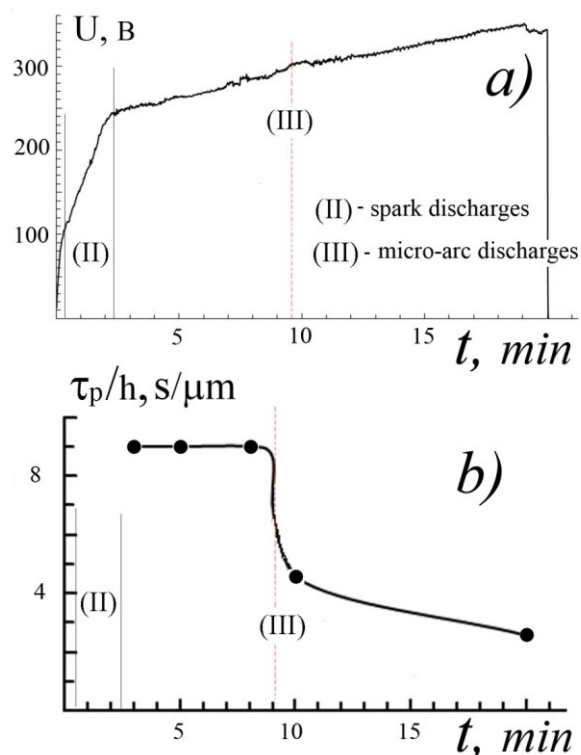 U, B
300
a)
(III)
200
(II) - spark discharges
100
(II)
(III) - micro-arc discharges
5 10 15
t, min
τp/h, s/μm
8
b)
4
(II)
(III)
5 10 15 20
t, min